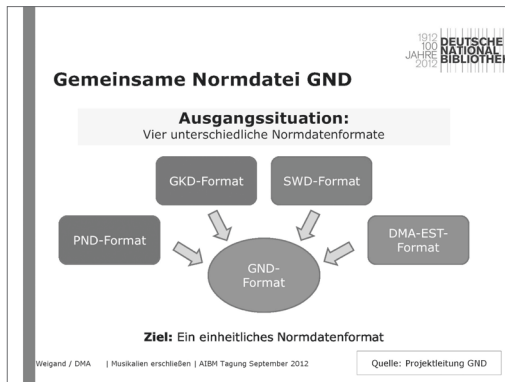 1912
100
JAHRE
2012
DEUTSCHE
NATIONAL
BIBLIOTHEK
Gemeinsame Normdatei GND
Ausgangssituation:
Vier unterschiedliche Normdatenformate
GKD-Format
SWD-Format
PND-Format
DMA-EST-
Format
GND-
Format
Ziel: Ein einheitliches Normdatenformat
Weigand / DMA | Musikalien erschließen | AIBM Tagung September 2012
Quelle: Projektleitung GND